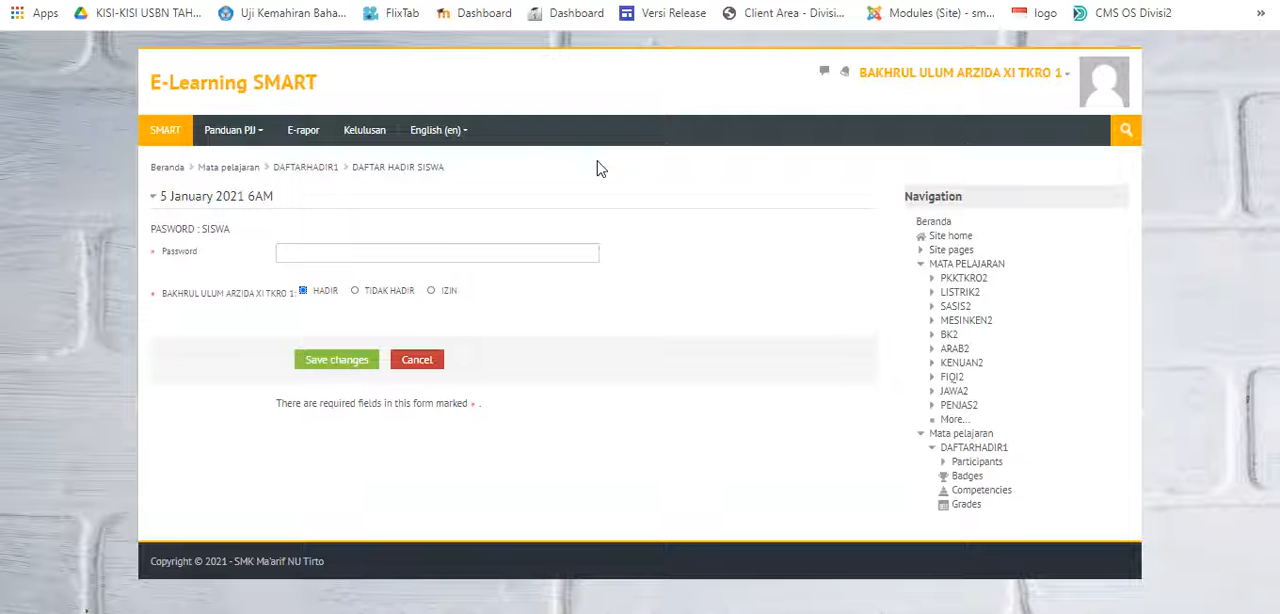 Apps KISI-KISI USBN TAH... Uji Kemahiran Baha... FlixTab Dashboard Dashboard Versi Release Client Area - Divisi... Modules (Site) - sm... logo CMS OS Divisi2 »
E-Learning SMART
BAKHRUL ULUM ARZIDA XI TKRO 1
SMART Panduan PJJ E-rapor Kelulusan English (en)
Beranda Mata pelajaran DAFTARHADIR1 DAFTAR HADIR SISWA
5 January 2021 6AM
PASWORD : SISWA
* Password
* BAKHRUL ULUM ARZIDA XI TKRO 1: HADIR TIDAK HADIR IZIN
Save changes Cancel
There are required fields in this form marked * .
Navigation
Beranda
Site home
Site pages
MATA PELAJARAN
PKKTKRO2
LISTRIK2
SASIS2
MESINKEN2
BK2
ARAB2
KENUAN2
FIQI2
JAWA2
PENJAS2
More...
Mata pelajaran
DAFTARHADIR1
Participants
Badges
Competencies
Grades
Copyright © 2021 - SMK Ma'arif NU Tirto